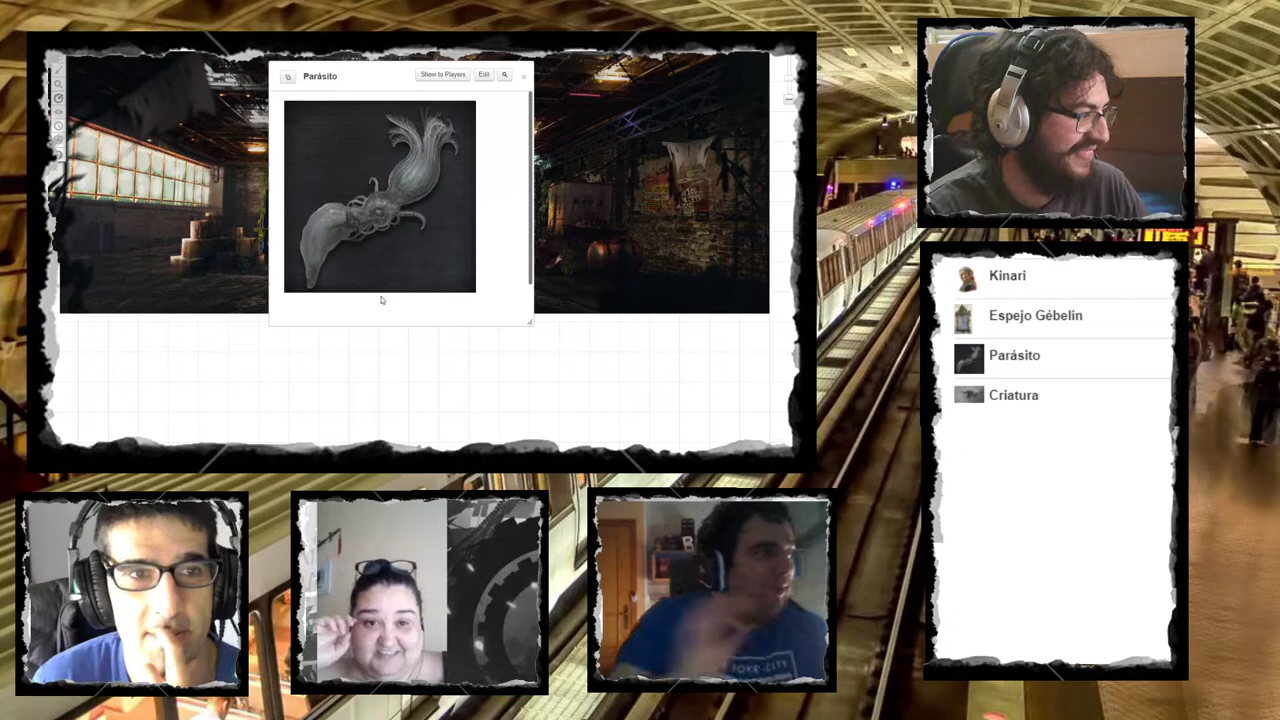 Parásito
Show to Players
Edit
Kinari
Espejo Gébelin
Parásito
Criatura